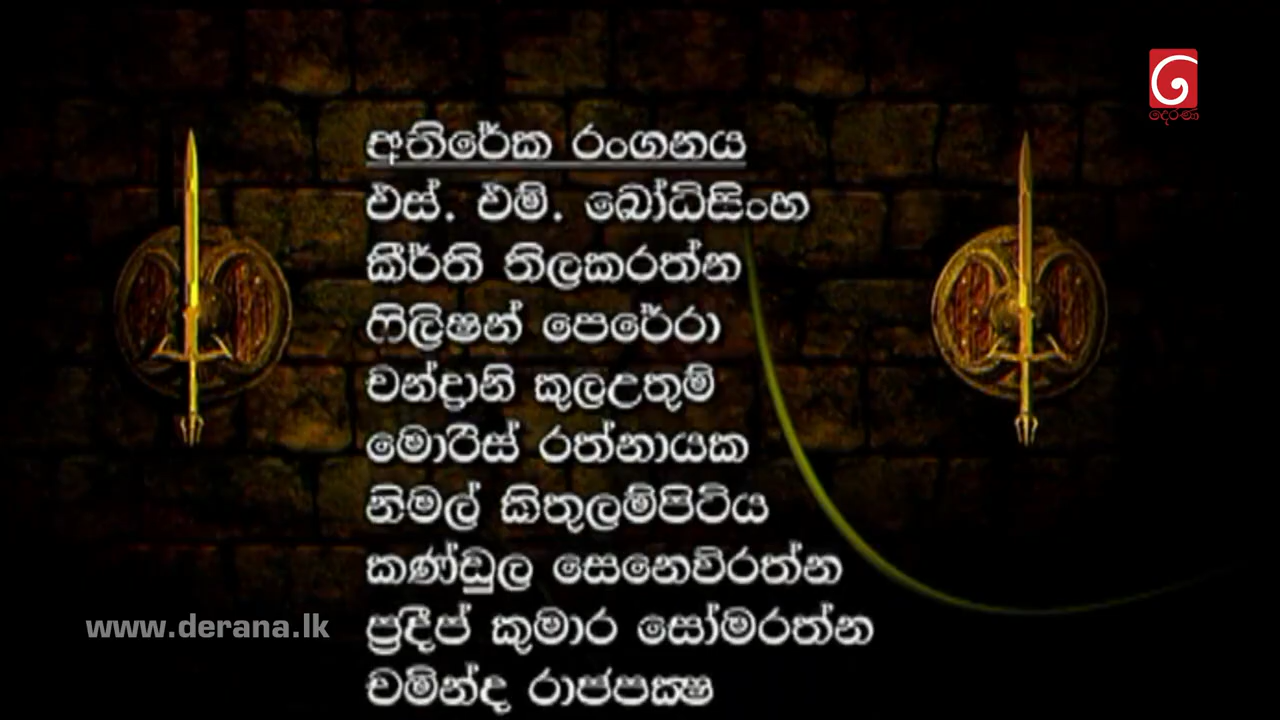 දෙරණ
අතිරේක රංගනය
එස්. එම්. බෝධිසිංහ
කීර්ති තිලකරත්න
ෆිලිෂන් පෙරේරා
චන්ද්‍රානි කුලඋතුම්
මොරිස් රත්නායක
නිමල් කිතුලම්පිටිය
කණ්ඩුල සෙනෙවිරත්න
www.derana.lk
ප්‍රදීප් කුමාර සෝමරත්න
චමින්ද රාජපක්‍ෂ